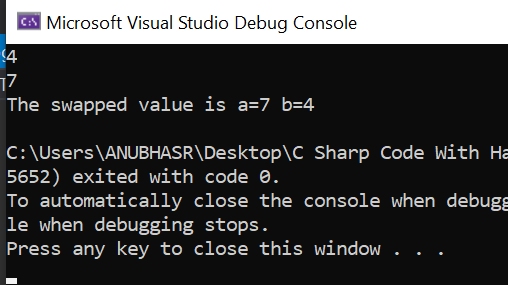 Microsoft Visual Studio Debug Console
4
7
The swapped value is a=7 b=4
C:\Users\ANUBHASR\Desktop\C Sharp Code With Ha
5652) exited with code 0.
To automatically close the console when debugg
le when debugging stops.
Press any key to close this window . . .